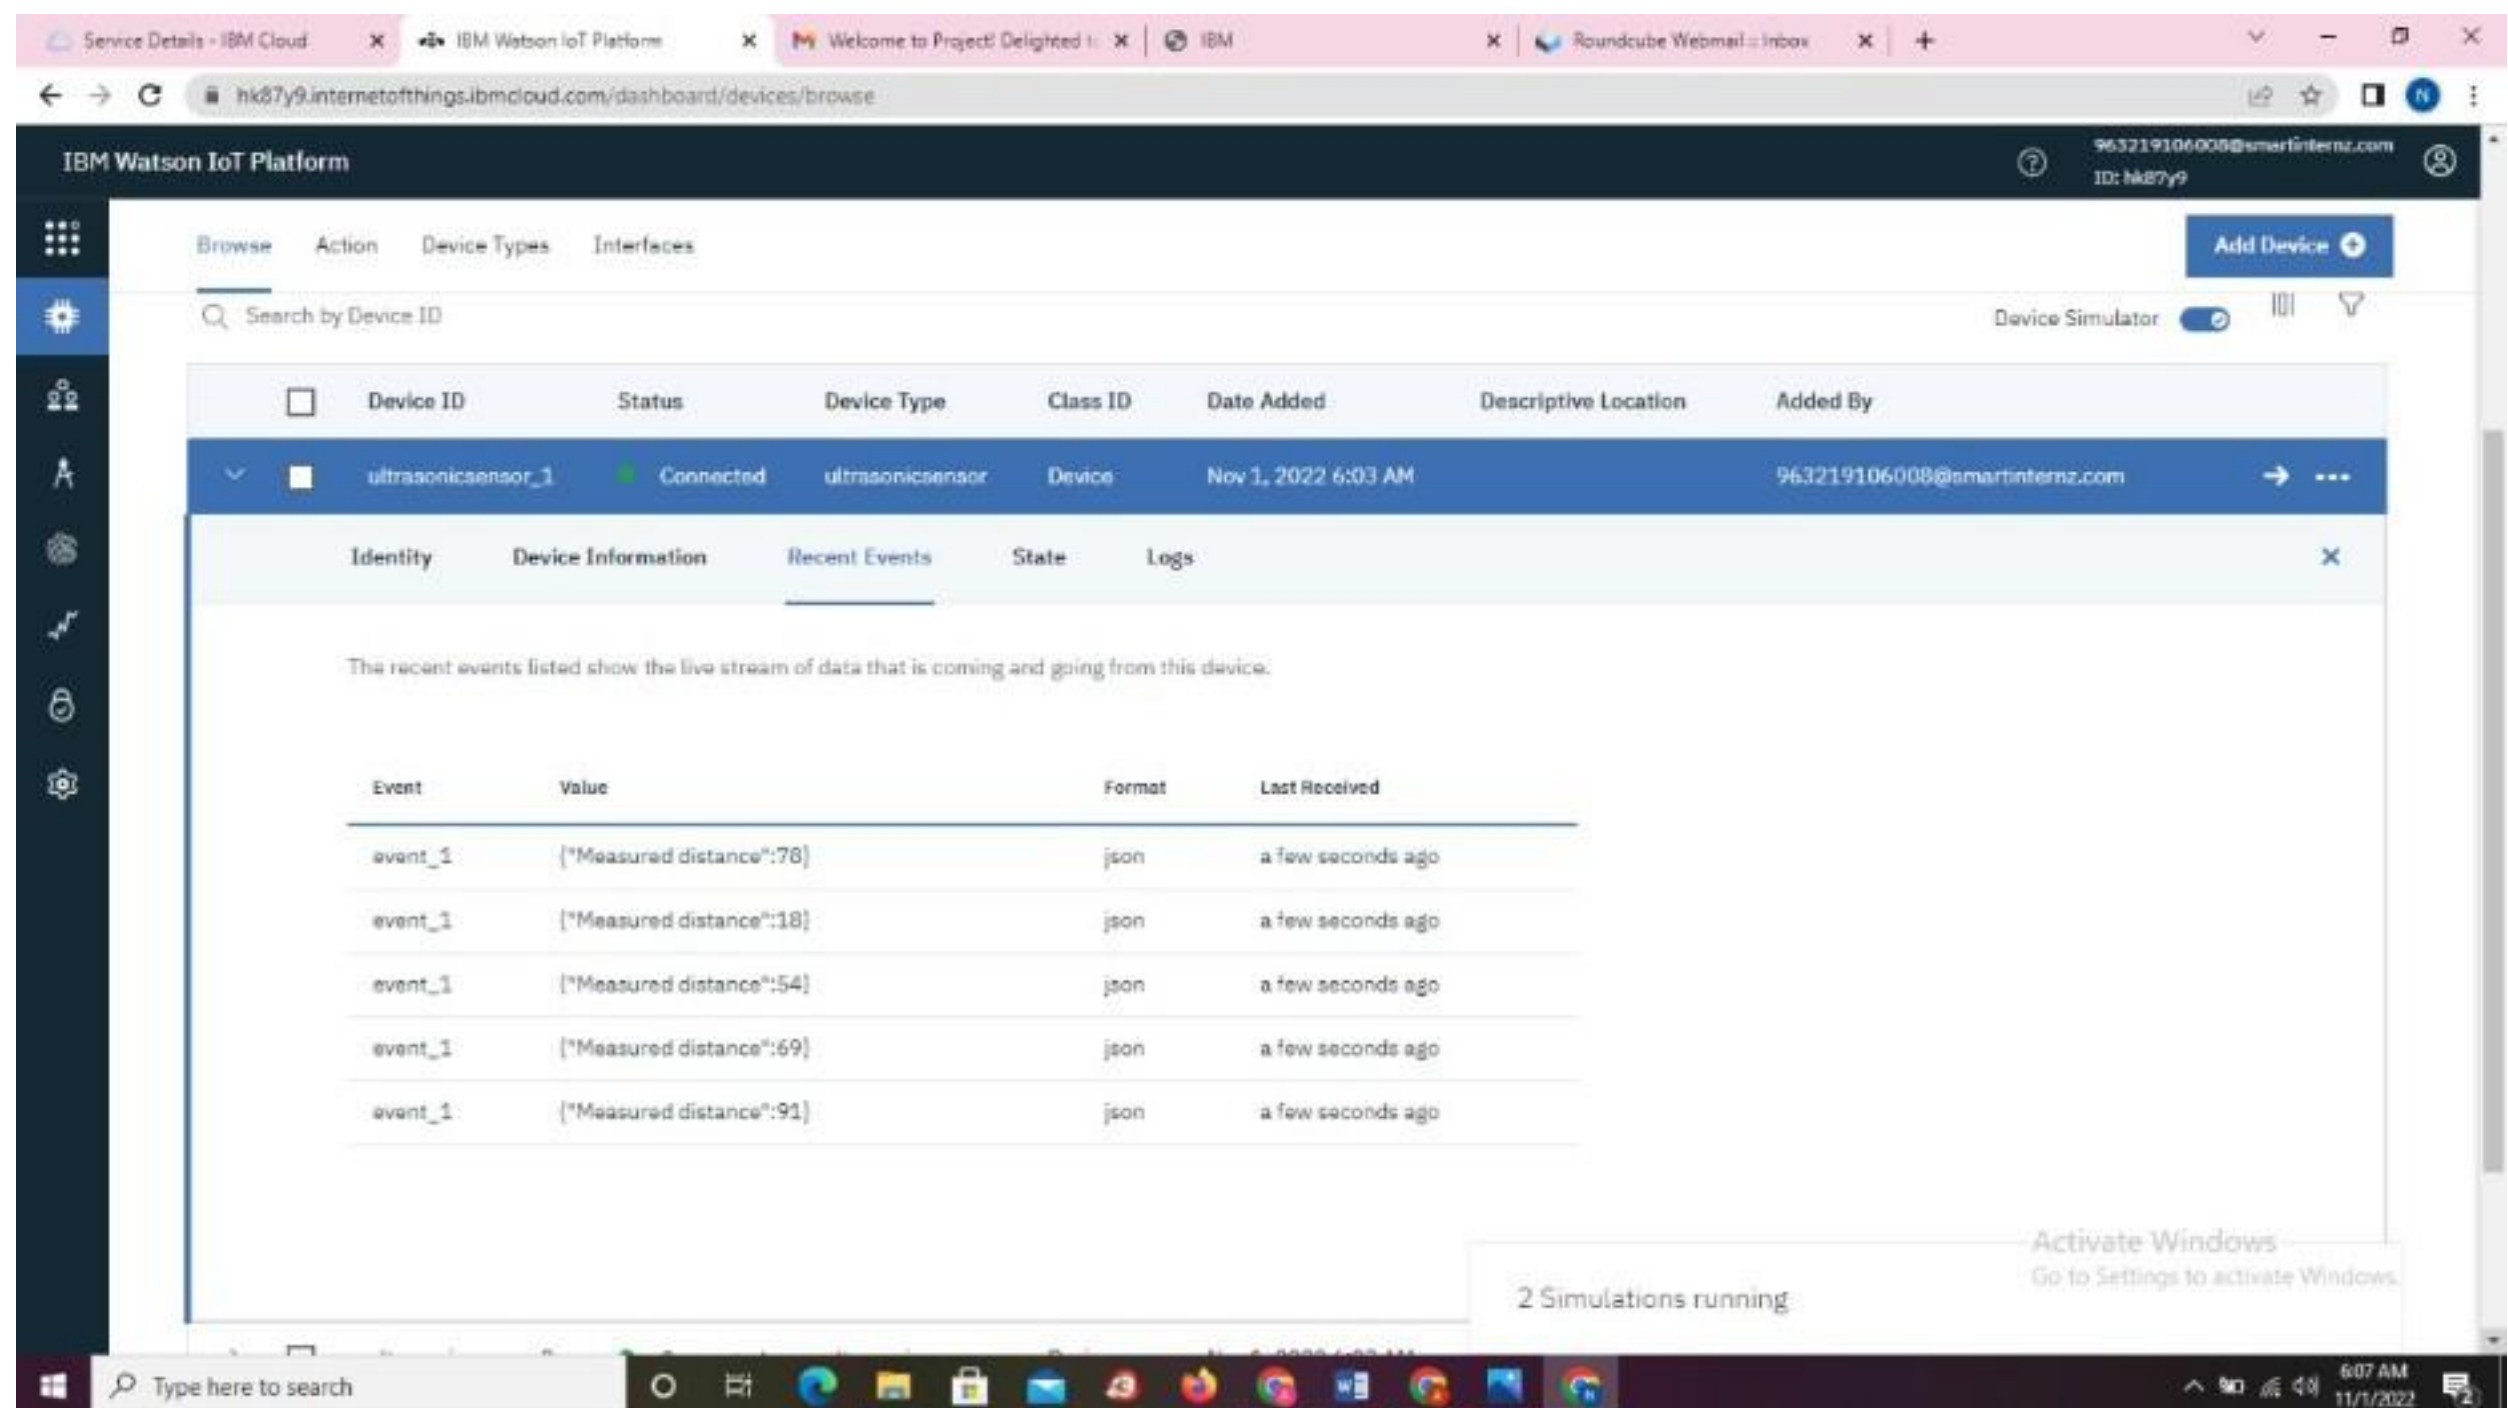 Service Details - IBM Cloud
IBM Watson IoT Platform
Welcome to Project! Delighted t
IBM
Roundcube Webmail :: Inbox
hk87y9.internetofthings.ibmcloud.com/dashboard/devices/browse
N
IBM Watson IoT Platform
963219106008@smartinternz.com
ID: hk87y9
Browse Action Device Types Interfaces
Add Device
Search by Device ID
Device Simulator
Device ID Status Device Type Class ID Date Added Descriptive Location Added By
ultrasonicsensor_1 Connected ultrasonicsensor Device Nov 1, 2022 6:03 AM 963219106008@smartinternz.com
Identity Device Information Recent Events State Logs
The recent events listed show the live stream of data that is coming and going from this device.
Event Value Format Last Received
event_1 {"Measured distance":78} json a few seconds ago
event_1 {"Measured distance":18} json a few seconds ago
event_1 {"Measured distance":54} json a few seconds ago
event_1 {"Measured distance":69} json a few seconds ago
event_1 {"Measured distance":91} json a few seconds ago
Activate Windows
Go to Settings to activate Windows.
2 Simulations running
Type here to search
6:07 AM
11/1/2022
2